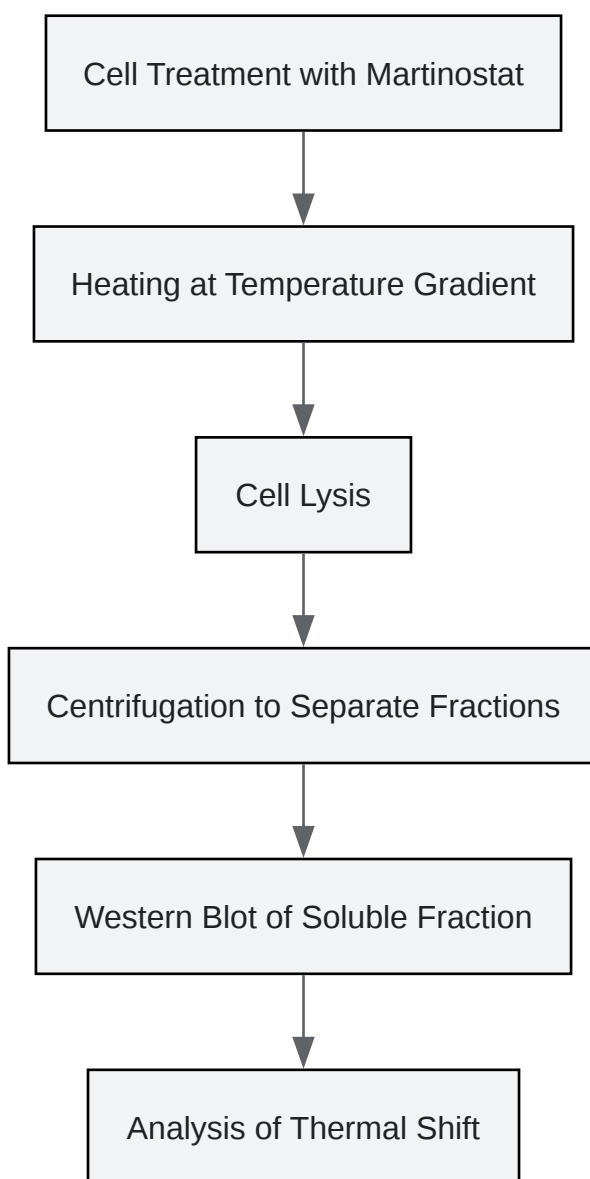 Cell Treatment with Martinostat
Heating at Temperature Gradient
Cell Lysis
Centrifugation to Separate Fractions
Western Blot of Soluble Fraction
Analysis of Thermal Shift